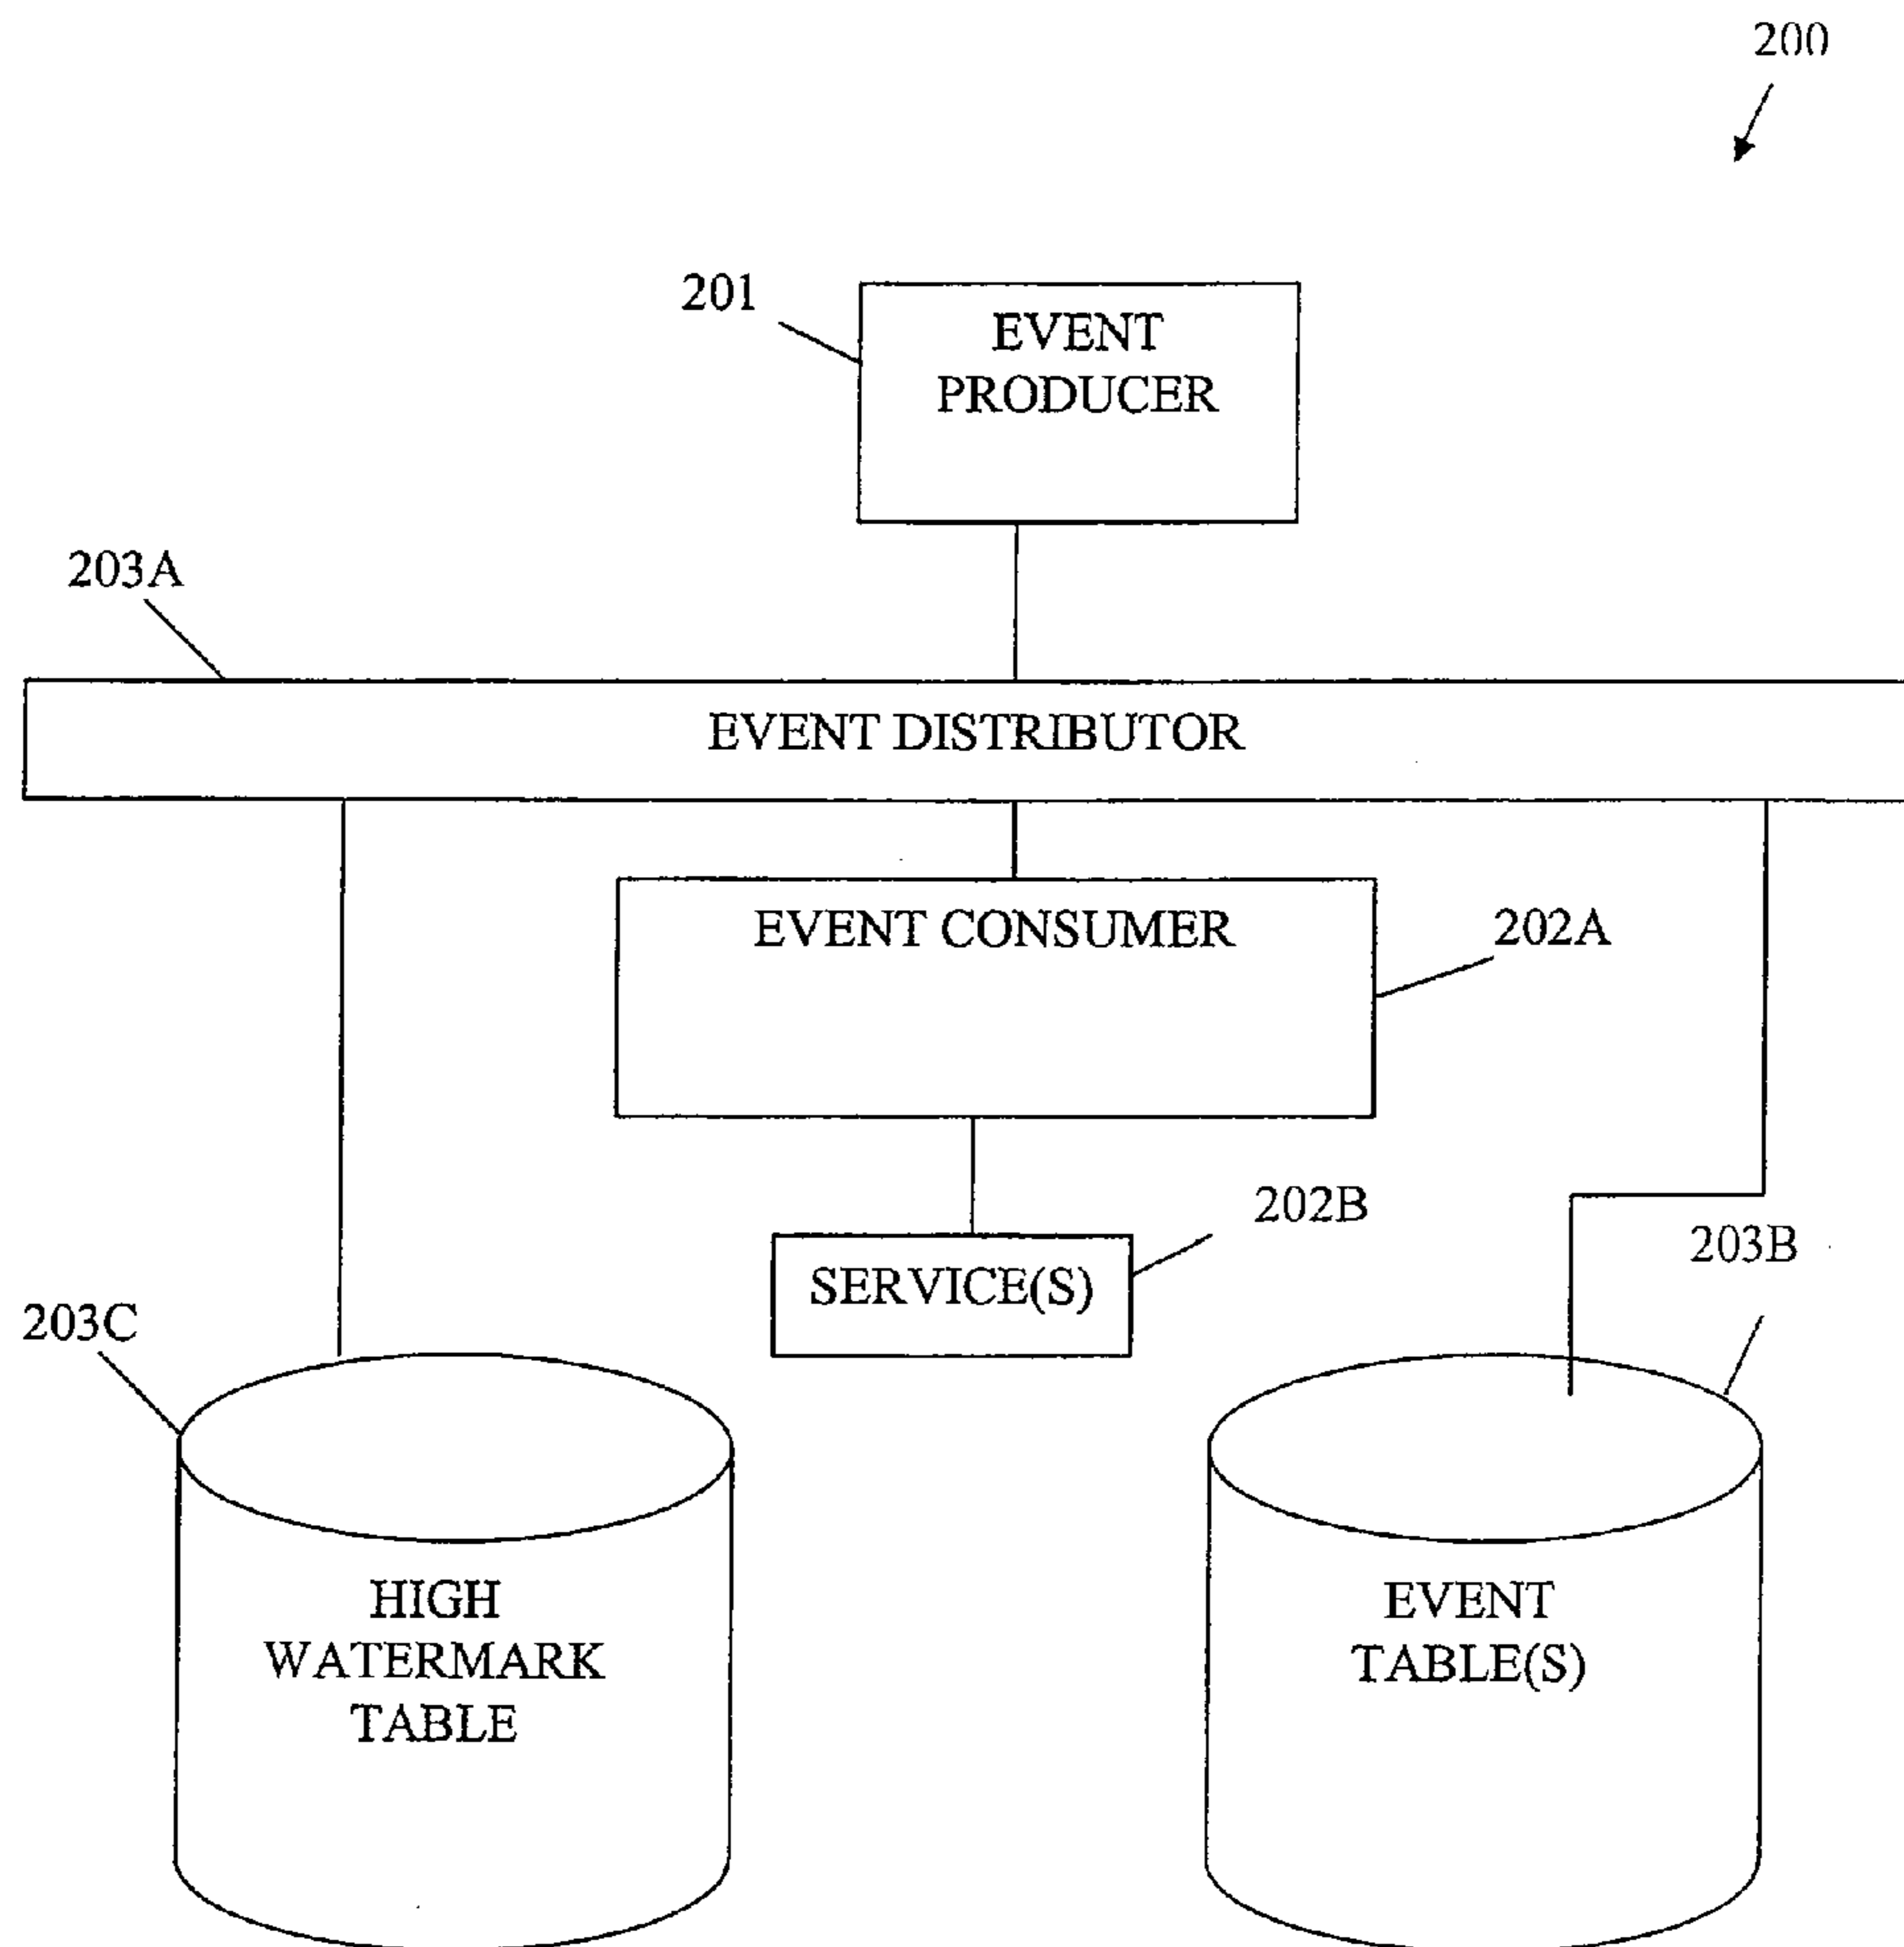 200
201
EVENT
PRODUCER
203A
EVENT DISTRIBUTOR
EVENT CONSUMER
202A
202B
SERVICE(S)
203B
203C
HIGH
WATERMARK
TABLE
EVENT
TABLE(S)